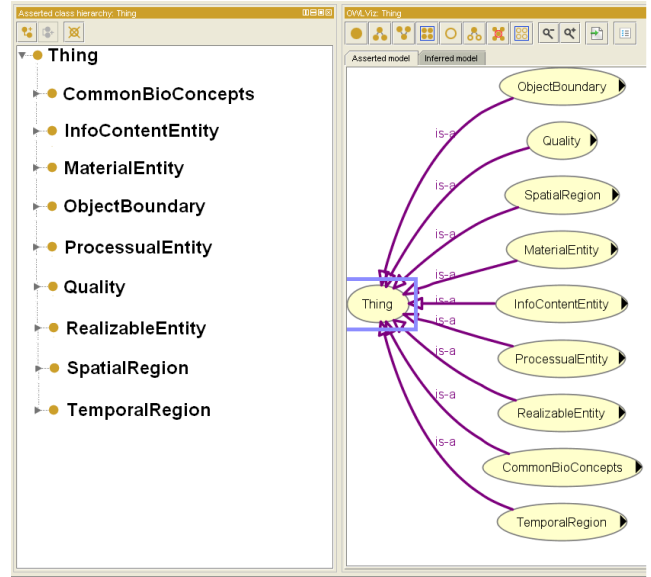 Asserted class hierarchy: Thing
Thing
CommonBioConcepts
InfoContentEntity
MaterialEntity
ObjectBoundary
ProcessualEntity
Quality
RealizableEntity
SpatialRegion
TemporalRegion
OWLViz: Thing
Asserted model
Inferred model
ObjectBoundary
is-a
Quality
is-a
SpatialRegion
is-a
MaterialEntity
is-a
Thing
is-a
InfoContentEntity
is-a
ProcessualEntity
is-a
RealizableEntity
is-a
CommonBioConcepts
is-a
TemporalRegion